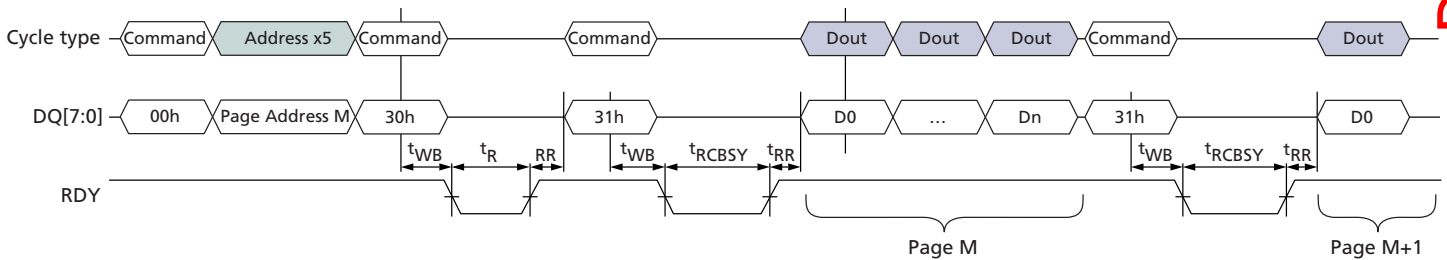 Cycle type Command Address x5 Command Command Dout Dout Dout Command Dout
DQ[7:0] 00h Page Address M 30h 31h D0 ... Dn 31h D0
tWB tR RR tWB tRCBSY tRR tWB tRCBSY tRR
RDY
Page M Page M+1